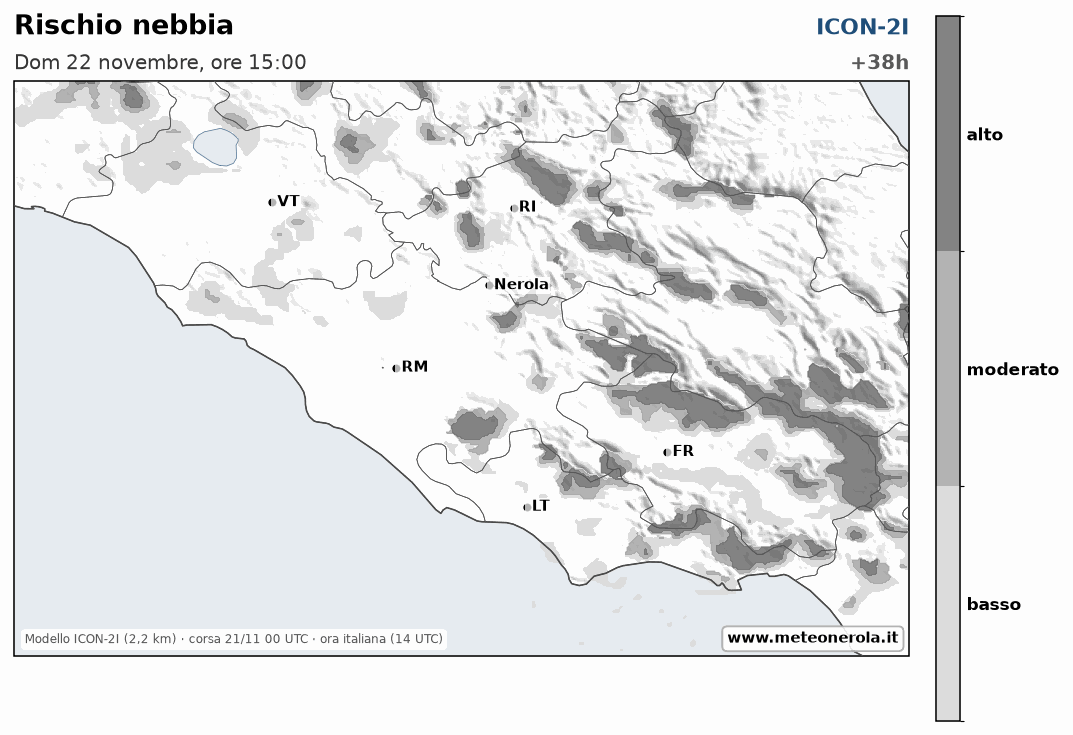 Rischio nebbia
ICON-2I
Dom 22 novembre, ore 15:00
+38h
alto
VT
RI
Nerola
moderato
RM
FR
LT
basso
Modello ICON-2I (2,2 km) · corsa 21/11 00 UTC · ora italiana (14 UTC)
www.meteonerola.it